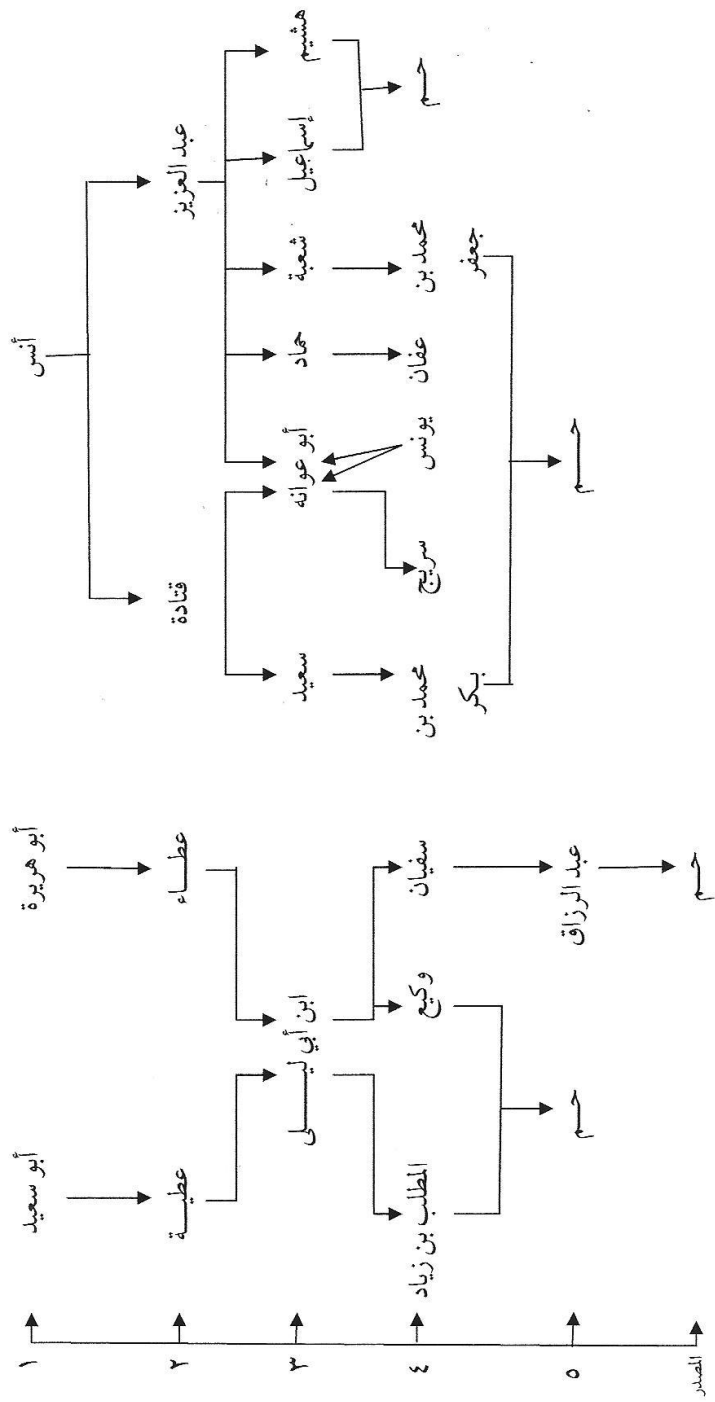 أنس
أبو هريرة
أبو سعيد
١
عبد العزيز
قتادة
عطاء
عطية
٢
هشيم
إسماعيل
شعبة
حماد
أبو عوانه
سعيد
ابن أبي ليلى
٣
حم
محمد بن جعفر
عفان
يونس
سريج
محمد بن بكر
سفيان
وكيع
المطلب بن زياد
٤
حم
عبد الرزاق
حم
٥
حم
المصدر